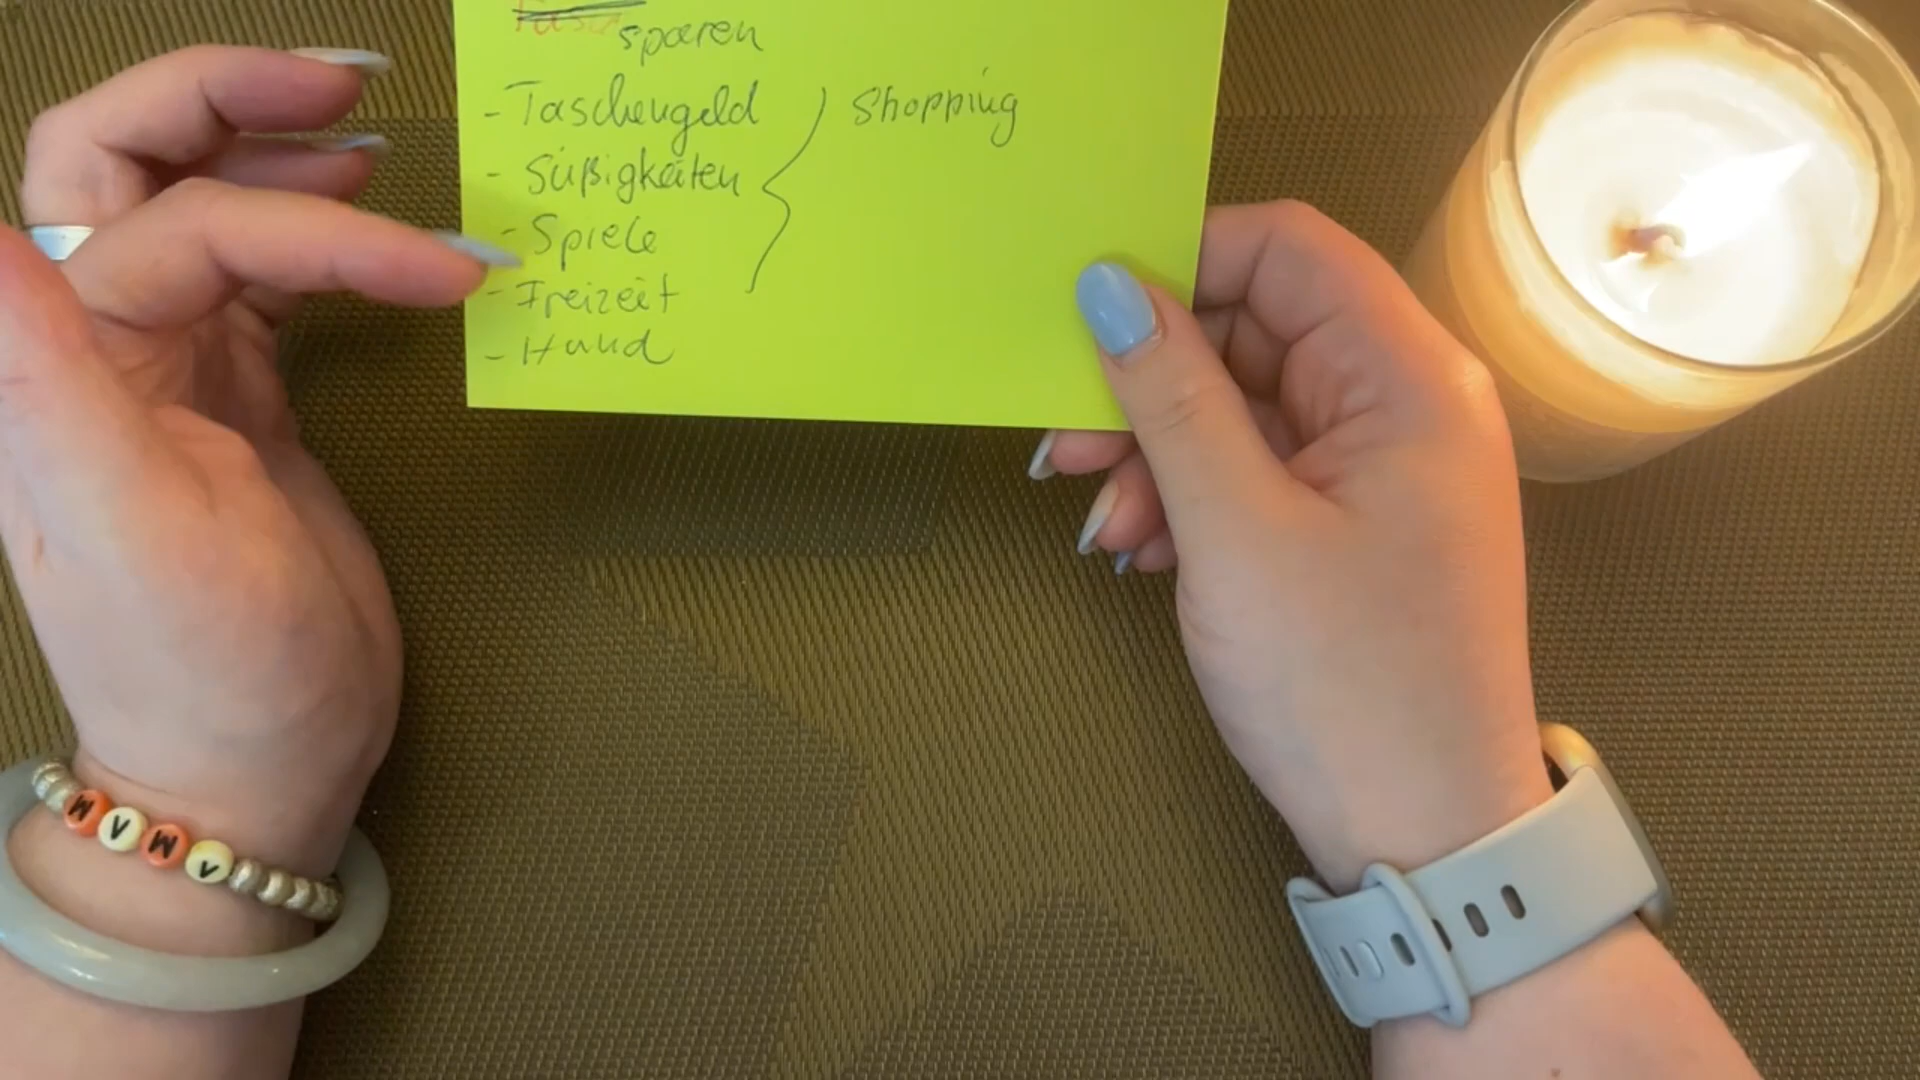 sparen
- Taschengeld
- Süßigkeiten
- Spiele
- Freizeit
- Hund
Shopping
M V M V